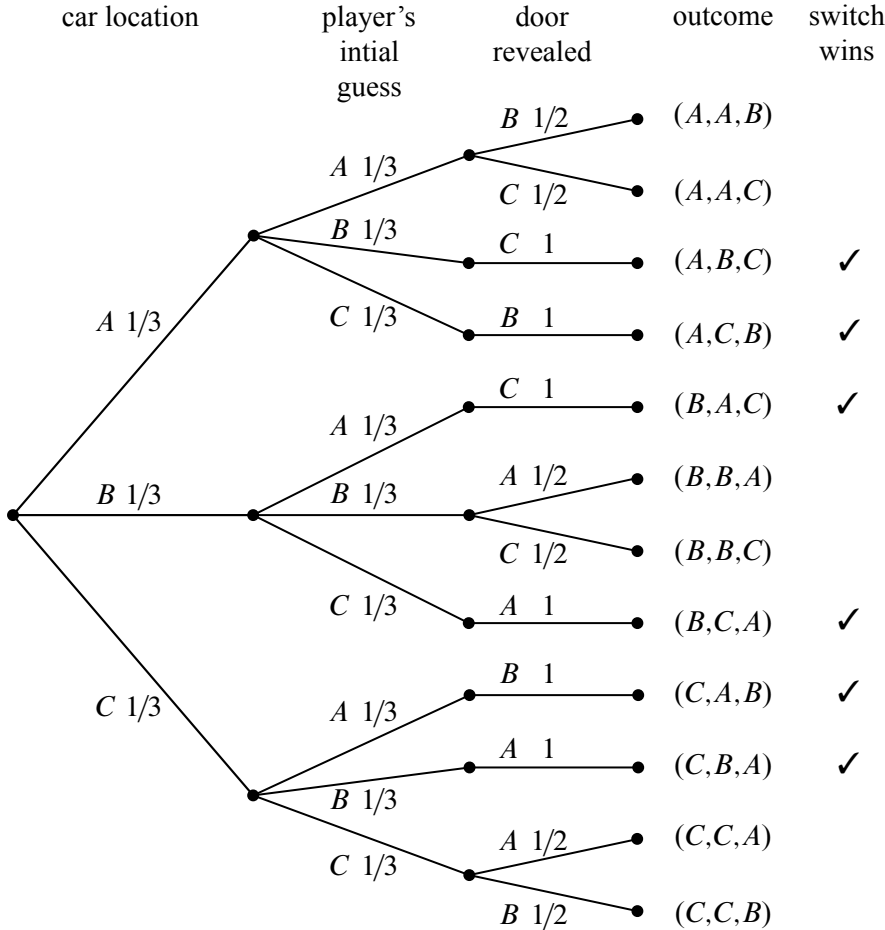 car location player's door outcome switch
intial revealed wins
guess
B 1/2 (A,A,B)
A 1/3
C 1/2 (A,A,C)
B 1/3 C 1 (A,B,C) ✓
A 1/3 C 1/3 B 1 (A,C,B) ✓
C 1 (B,A,C) ✓
A 1/3
A 1/2 (B,B,A)
B 1/3 B 1/3
C 1/2 (B,B,C)
C 1/3 A 1 (B,C,A) ✓
B 1 (C,A,B) ✓
C 1/3 A 1/3
A 1 (C,B,A) ✓
B 1/3
A 1/2 (C,C,A)
C 1/3
B 1/2 (C,C,B)